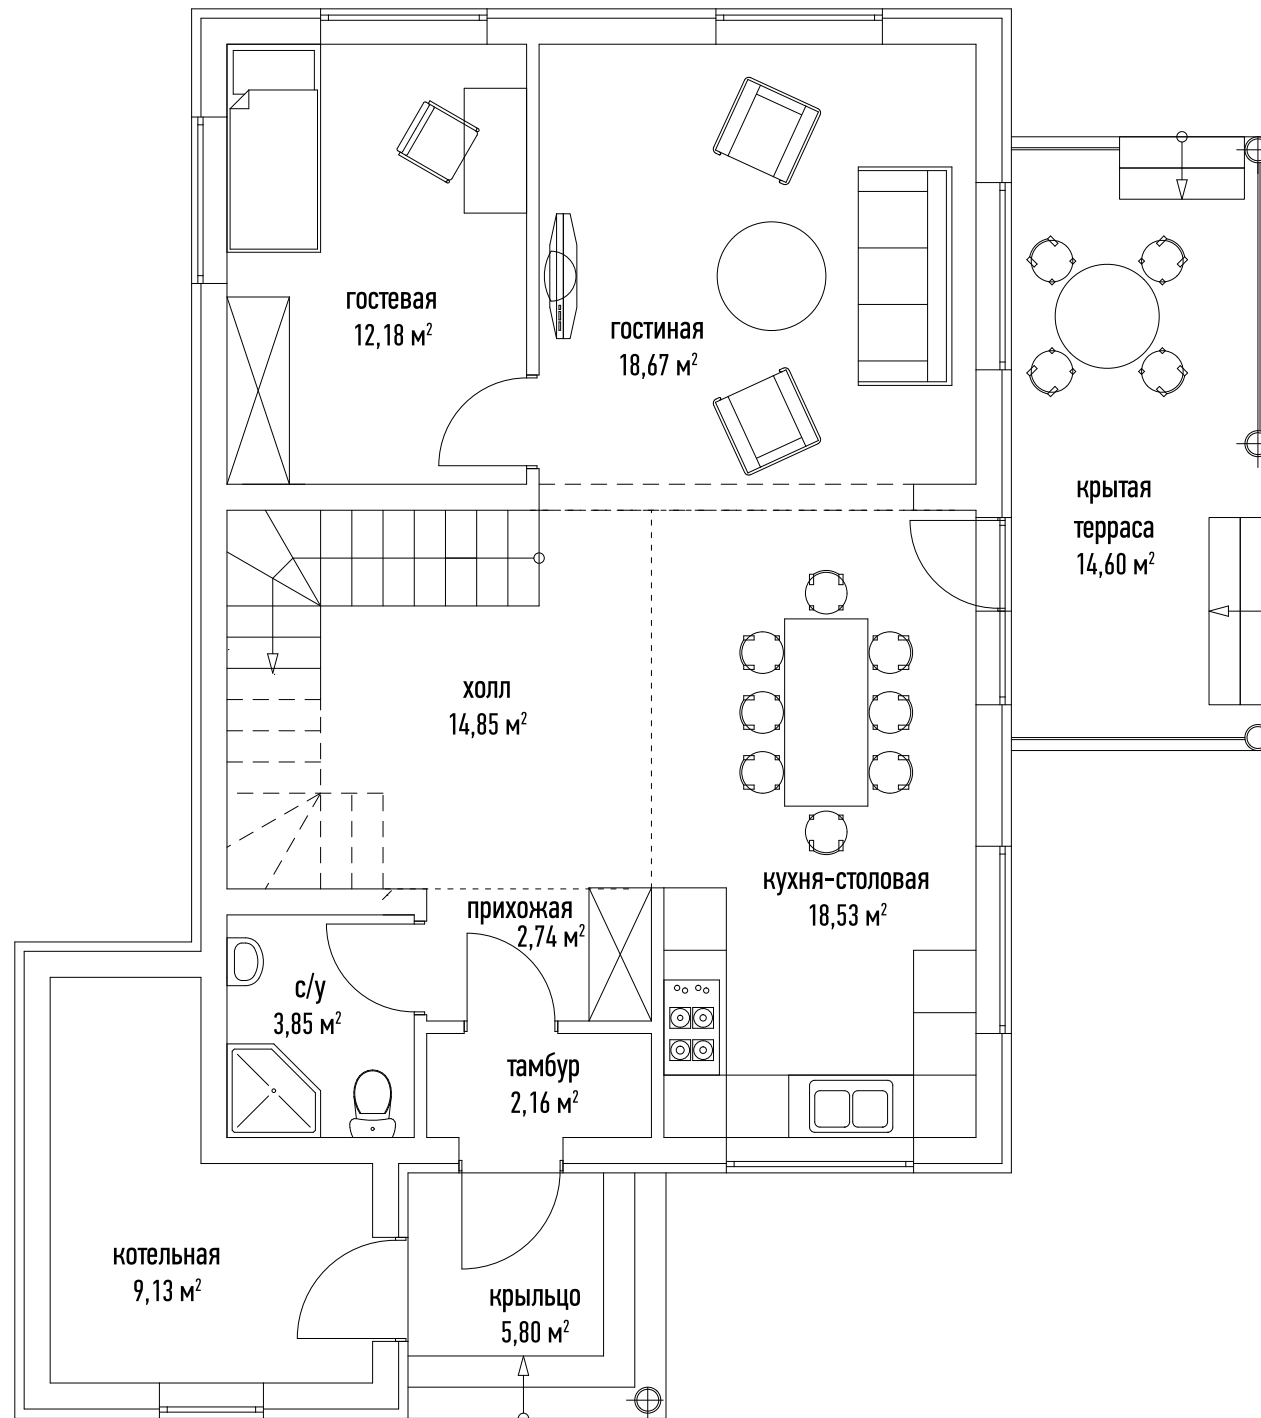 гостевая
12,18 м²
гостиная
18,67 м²
крытая
терраса
14,60 м²
холл
14,85 м²
кухня-столовая
18,53 м²
прихожая
2,74 м²
с/у
3,85 м²
тамбур
2,16 м²
котельная
9,13 м²
крыльцо
5,80 м²